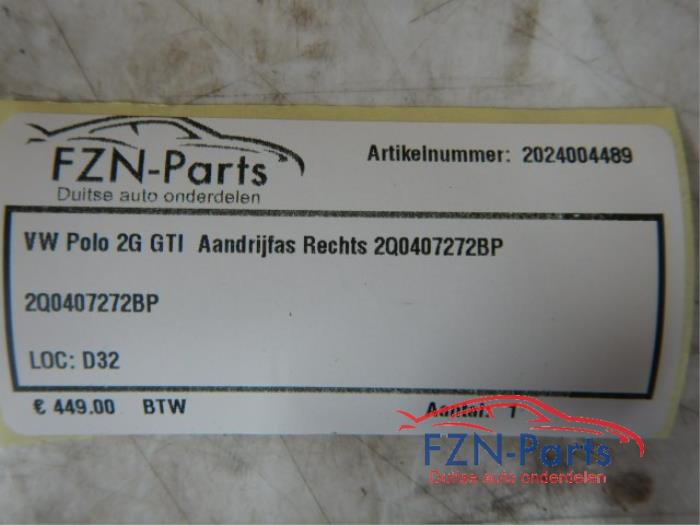 FZN-Parts
Duitse auto onderdelen
Artikelnummer: 2024004489
VW Polo 2G GTI Aandrijfas Rechts 2Q0407272BP
2Q0407272BP
LOC: D32
€ 449.00 BTW Aantal: 1
FZN-Parts
Duitse auto onderdelen